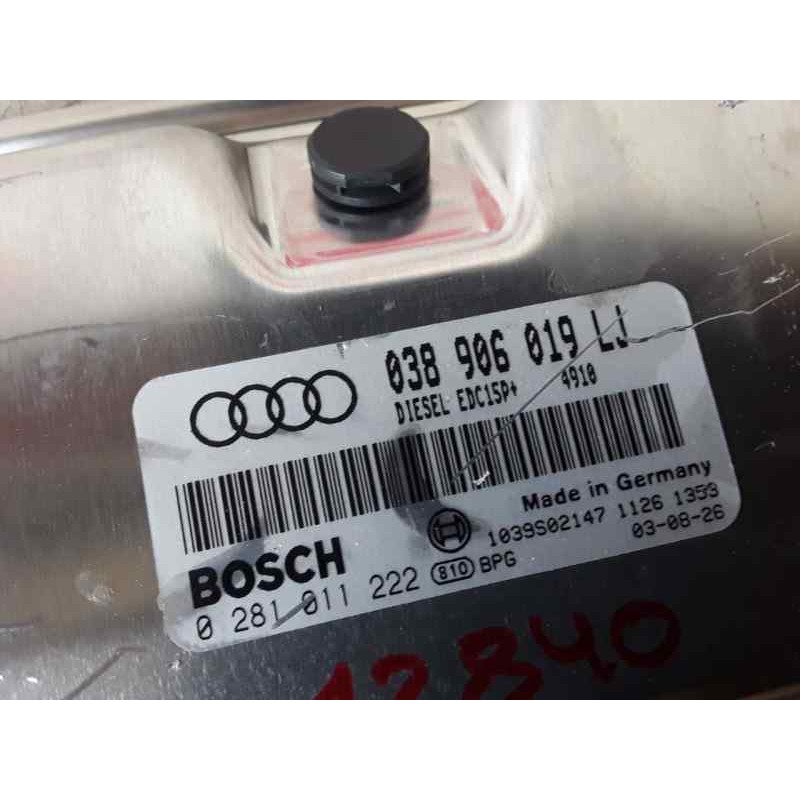 038 906 019 LJ
DIESEL EDC15P+ 4910
Made in Germany
1039S02147 1126 1353
03-08-26
BOSCH
0 281 011 222 810 BPG
12840